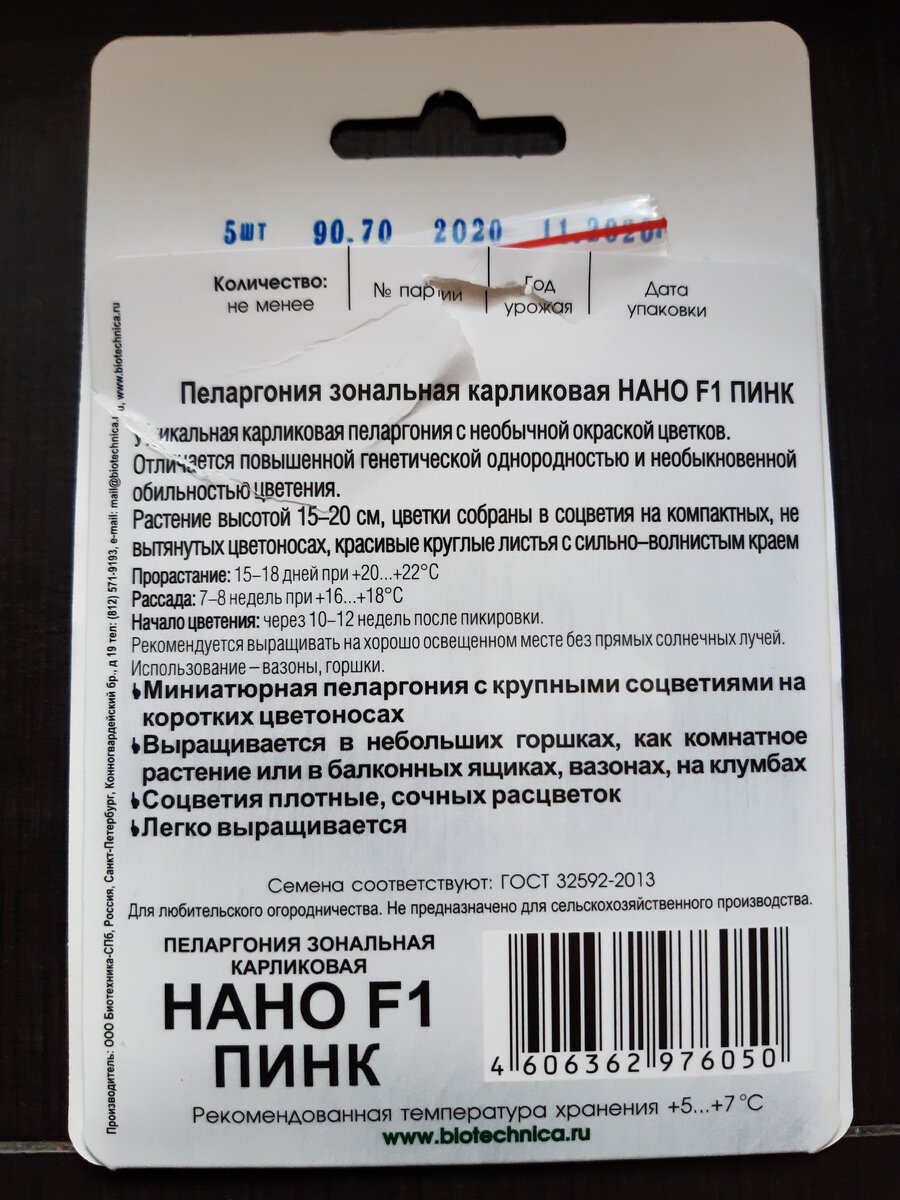 5шт 90.70 2020 11.2020г
Количество: не менее
№ партии
Год урожая
Дата упаковки
Пеларгония зональная карликовая НАНО F1 ПИНК
Уникальная карликовая пеларгония с необычной окраской цветков.
Отличается повышенной генетической однородностью и необыкновенной
обильностью цветения.
Растение высотой 15–20 см, цветки собраны в соцветия на компактных, не
вытянутых цветоносах, красивые круглые листья с сильно–волнистым краем
Прорастание: 15–18 дней при +20...+22°С
Рассада: 7–8 недель при +16...+18°С
Начало цветения: через 10–12 недель после пикировки.
Рекомендуется выращивать на хорошо освещенном месте без прямых солнечных лучей.
Использование – вазоны, горшки.
Миниатюрная пеларгония с крупными соцветиями на
коротких цветоносах
Выращивается в небольших горшках, как комнатное
растение или в балконных ящиках, вазонах, на клумбах
Соцветия плотные, сочных расцветок
Легко выращивается
Семена соответствуют: ГОСТ 32592-2013
Для любительского огородничества. Не предназначено для сельскохозяйственного производства.
ПЕЛАРГОНИЯ ЗОНАЛЬНАЯ
КАРЛИКОВАЯ
НАНО F1
ПИНК
4 606362 976050
Рекомендованная температура хранения +5...+7 °С
www.biotechnica.ru
Производитель: ООО Биотехника-СПб, Россия, Санкт-Петербург, Конногвардейский бр., д 19 тел: (812) 571-9193, e-mail: mail@biotechnica.ru, www.biotechnica.ru